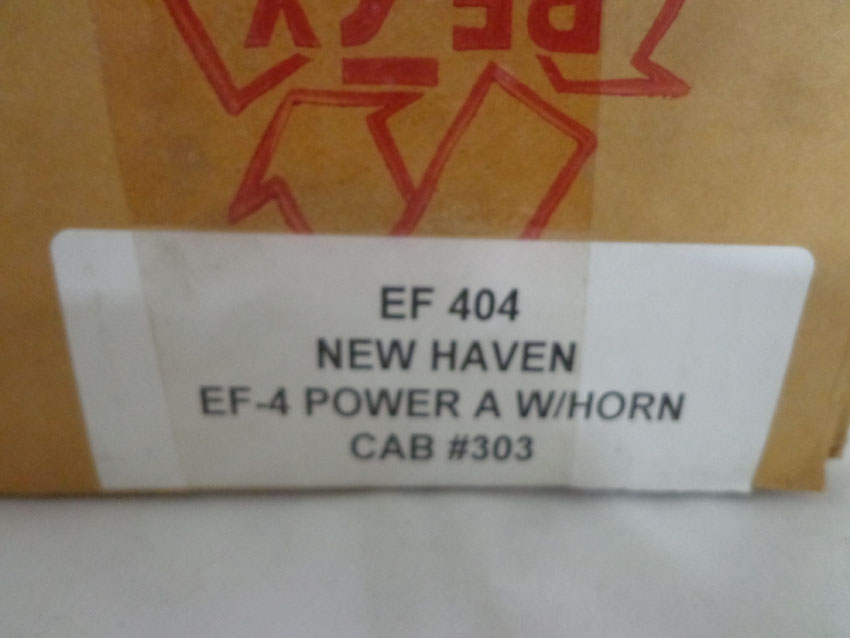 EF 404
NEW HAVEN
EF-4 POWER A W/HORN
CAB #303